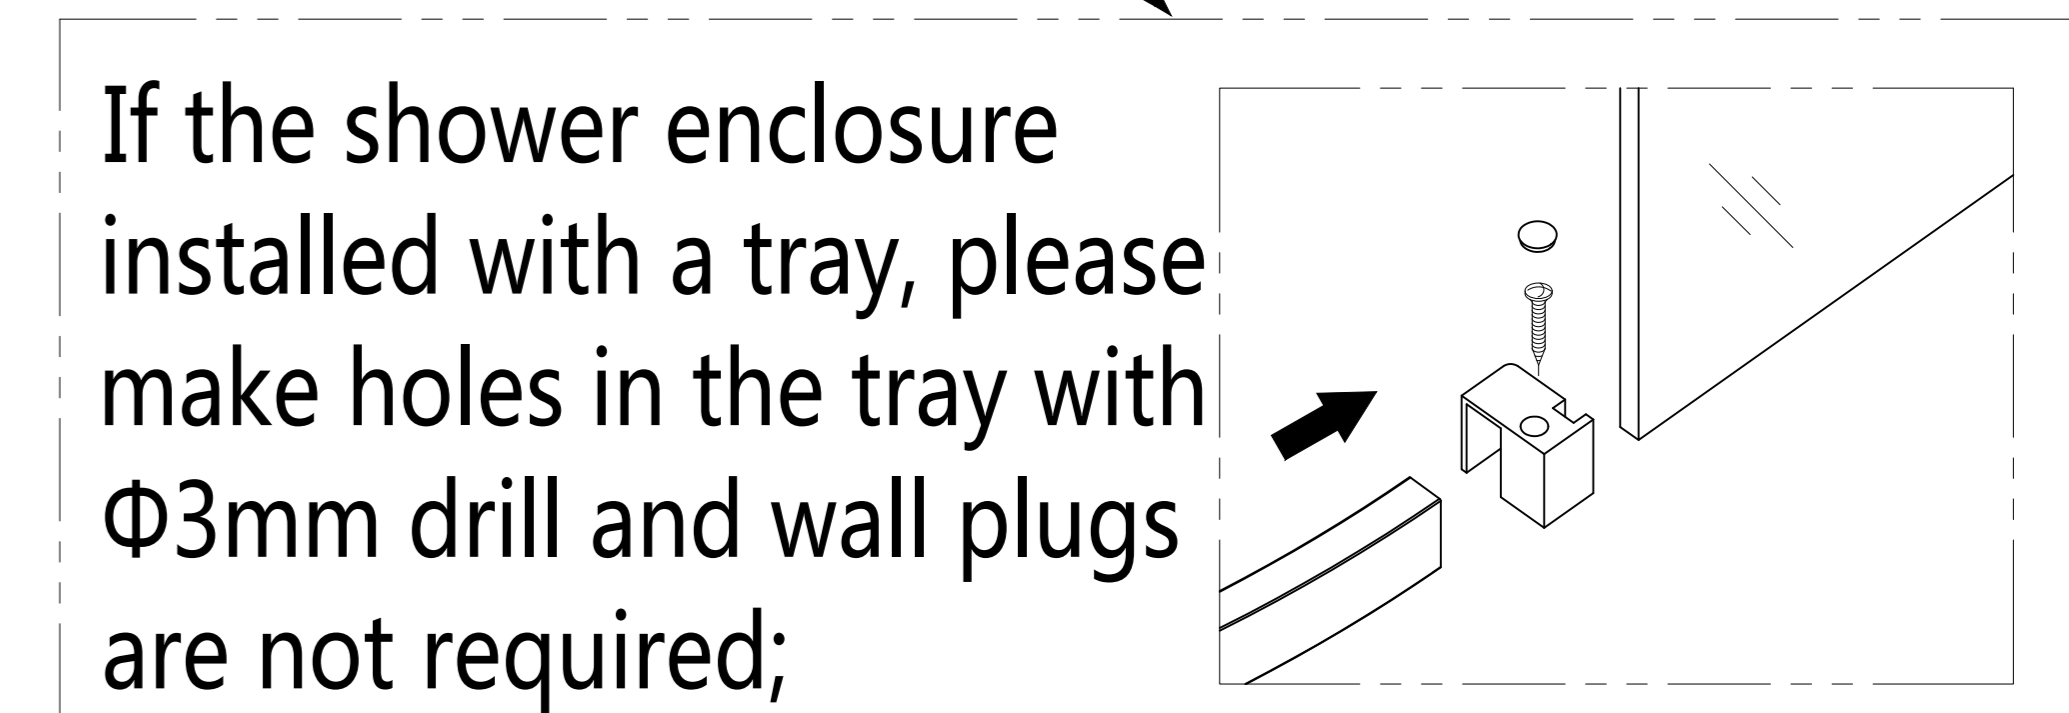 If the shower enclosure
installed with a tray, please
make holes in the tray with
Φ3mm drill and wall plugs
are not required;